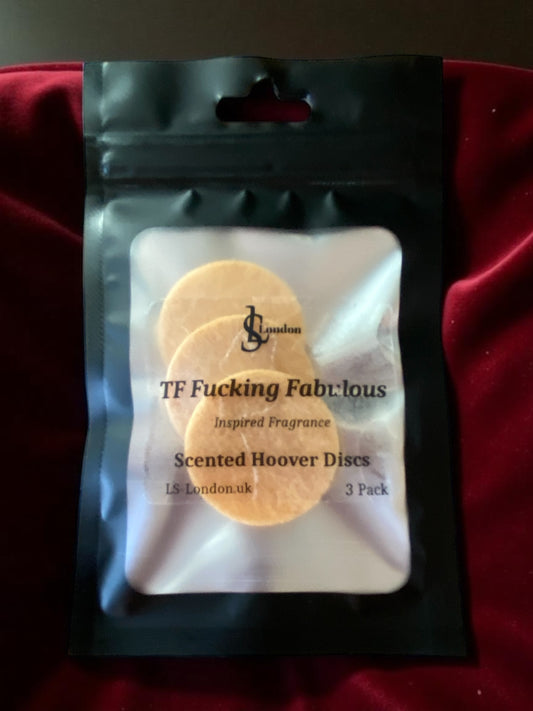 LS London
TF Fucking Fabulous
Inspired Fragrance
Scented Hoover Discs
LS-London.uk 3 Pack